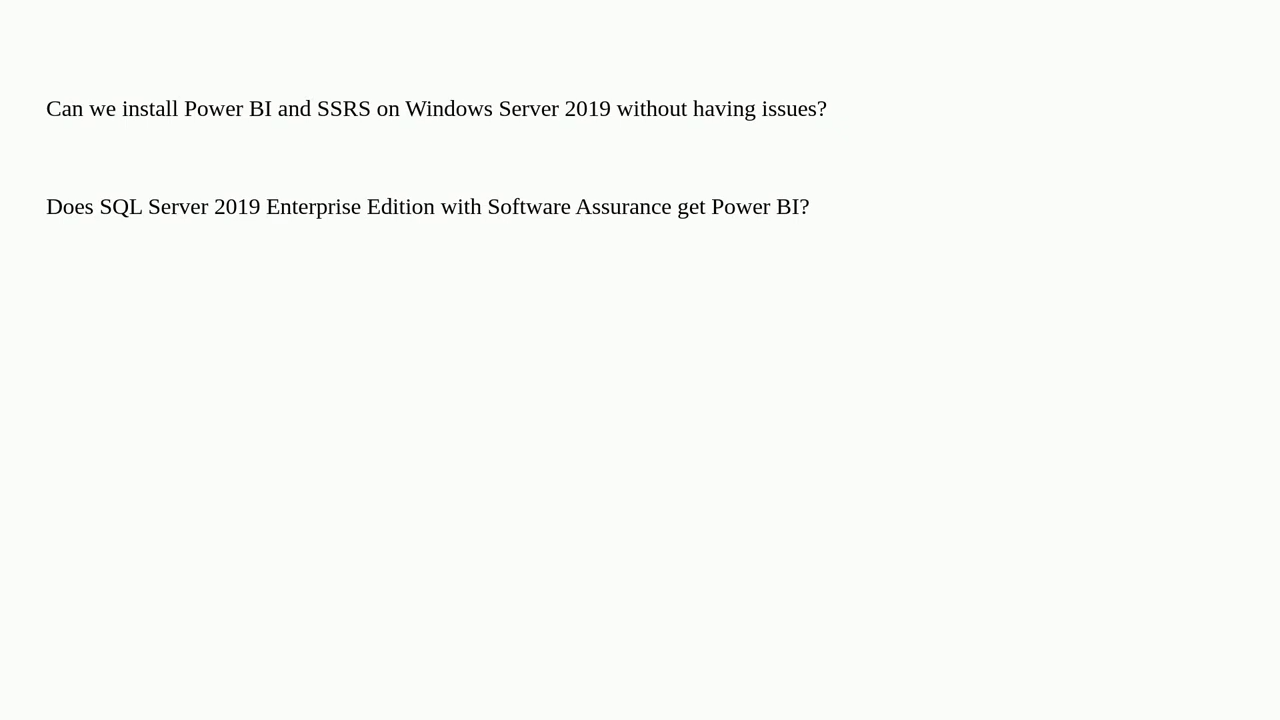 Can we install Power BI and SSRS on Windows Server 2019 without having issues?
Does SQL Server 2019 Enterprise Edition with Software Assurance get Power BI?